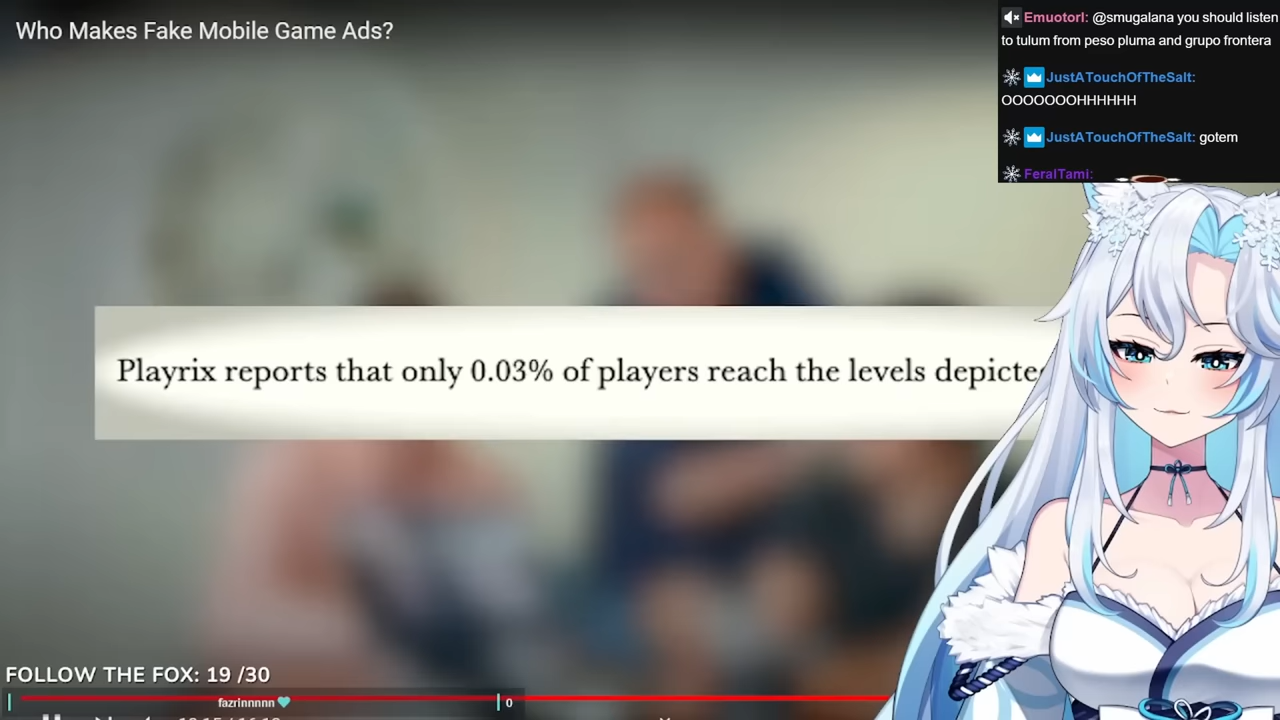 Who Makes Fake Mobile Game Ads?
Emuotorl: @smugalana you should listen
to tulum from peso pluma and grupo frontera
JustATouchOfTheSalt:
OOOOOOOHHHHHH
JustATouchOfTheSalt: gotem
FeralTami:
Playrix reports that only 0.03% of players reach the levels depicted
FOLLOW THE FOX: 19 /30
fazrinnnnn
0